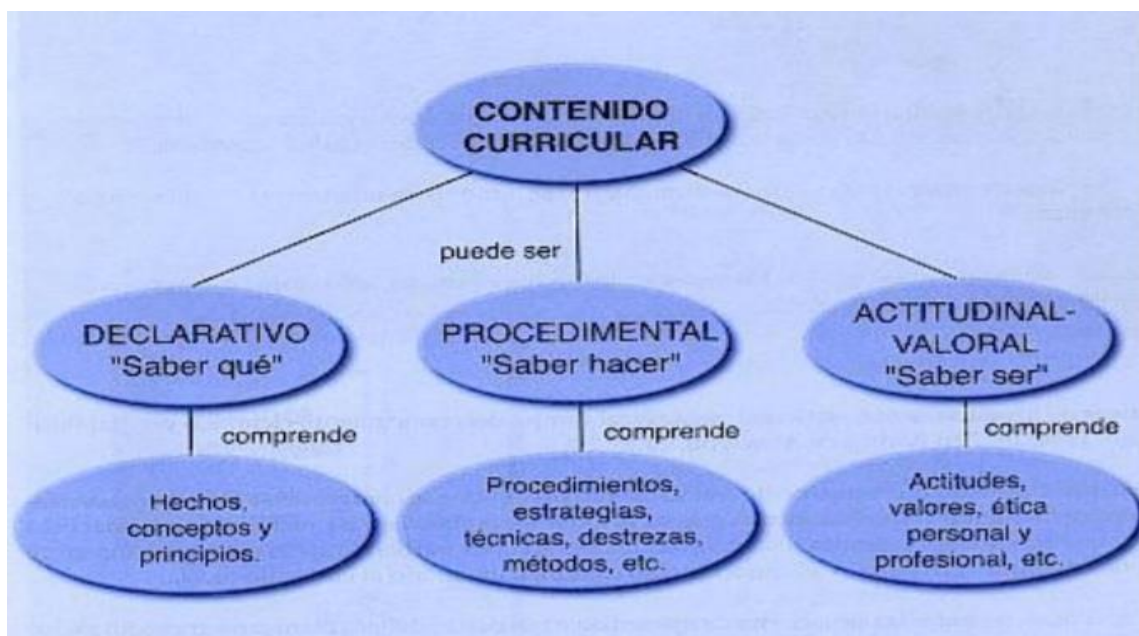 CONTENIDO
CURRICULAR
puede ser
DECLARATIVO
"Saber qué"
PROCEDIMENTAL
"Saber hacer"
ACTITUDINAL-
VALORAL
"Saber ser"
comprende
comprende
comprende
Hechos,
conceptos y
principios.
Procedimientos,
estrategias,
técnicas, destrezas,
métodos, etc.
Actitudes,
valores, ética
personal y
profesional, etc.